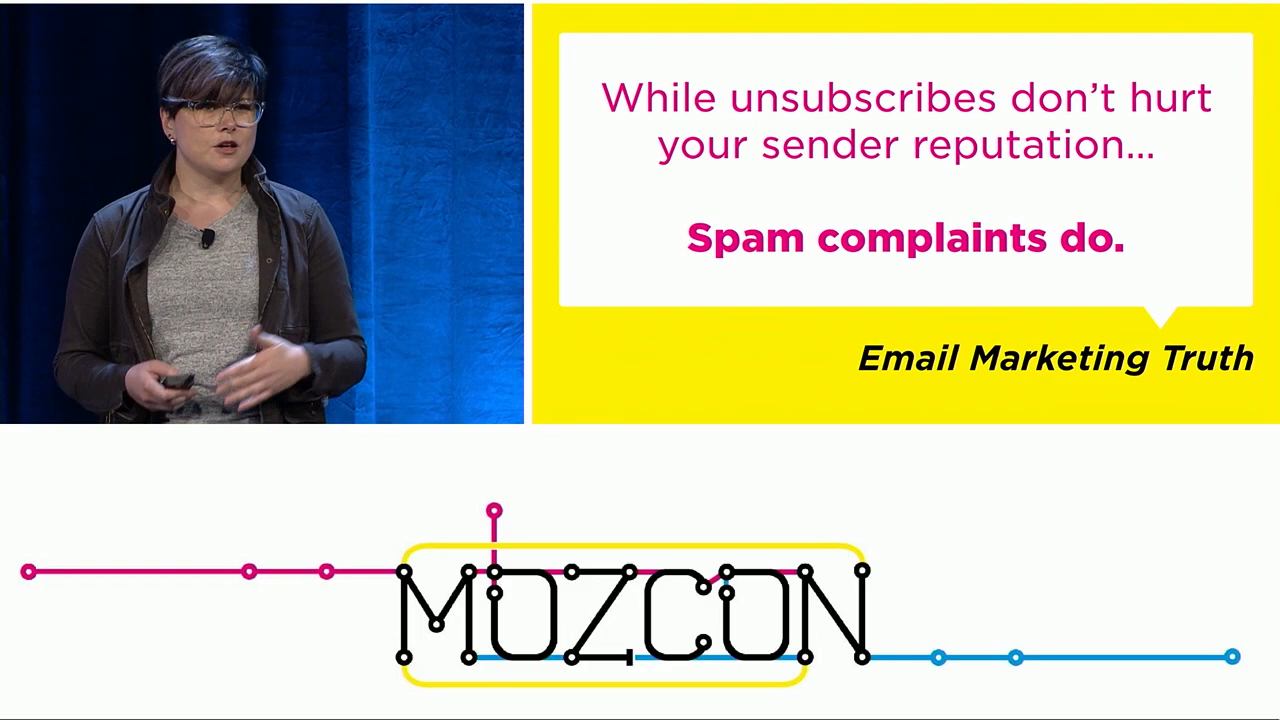 While unsubscribes don't hurt
your sender reputation...
Spam complaints do.
Email Marketing Truth
MOZCON